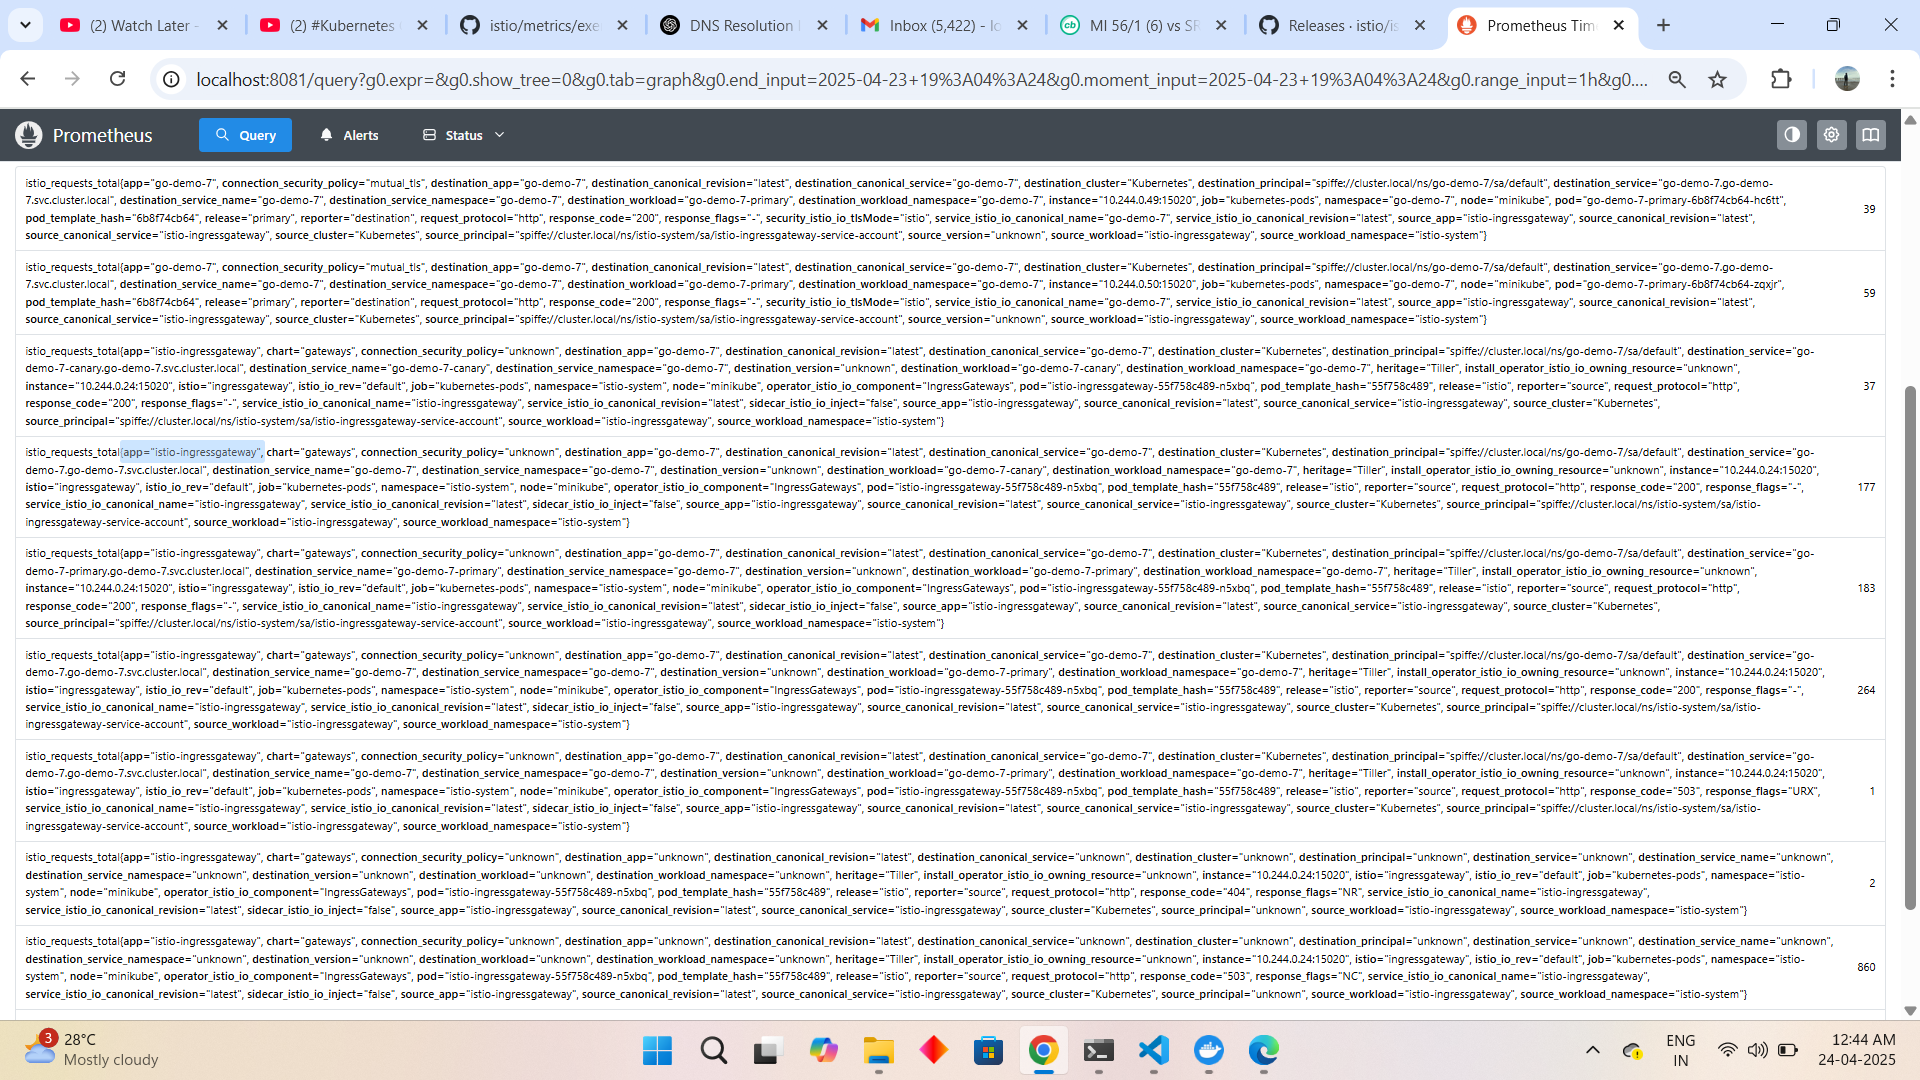 (2) Watch Later -
(2) #Kubernetes
istio/metrics/exe
DNS Resolution
Inbox (5,422) - lo
MI 56/1 (6) vs SR
Releases · istio/is
Prometheus Tim
localhost:8081/query?g0.expr=&g0.show_tree=0&g0.tab=graph&g0.end_input=2025-04-23+19%3A04%3A24&g0.moment_input=2025-04-23+19%3A04%3A24&g0.range_input=1h&g0....
Prometheus
Query
Alerts
Status
istio_requests_total{app="go-demo-7", connection_security_policy="mutual_tls", destination_app="go-demo-7", destination_canonical_revision="latest", destination_canonical_service="go-demo-7", destination_cluster="Kubernetes", destination_principal="spiffe://cluster.local/ns/go-demo-7/sa/default", destination_service="go-demo-7.go-demo-
7.svc.cluster.local", destination_service_name="go-demo-7", destination_service_namespace="go-demo-7", destination_workload="go-demo-7-primary", destination_workload_namespace="go-demo-7", instance="10.244.0.49:15020", job="kubernetes-pods", namespace="go-demo-7", node="minikube", pod="go-demo-7-primary-6b8f74cb64-hc6tt",
pod_template_hash="6b8f74cb64", release="primary", reporter="destination", request_protocol="http", response_code="200", response_flags="-", security_istio_io_tlsMode="istio", service_istio_io_canonical_name="go-demo-7", service_istio_io_canonical_revision="latest", source_app="istio-ingressgateway", source_canonical_revision="latest",
source_canonical_service="istio-ingressgateway", source_cluster="Kubernetes", source_principal="spiffe://cluster.local/ns/istio-system/sa/istio-ingressgateway-service-account", source_version="unknown", source_workload="istio-ingressgateway", source_workload_namespace="istio-system"}
39
istio_requests_total{app="go-demo-7", connection_security_policy="mutual_tls", destination_app="go-demo-7", destination_canonical_revision="latest", destination_canonical_service="go-demo-7", destination_cluster="Kubernetes", destination_principal="spiffe://cluster.local/ns/go-demo-7/sa/default", destination_service="go-demo-7.go-demo-
7.svc.cluster.local", destination_service_name="go-demo-7", destination_service_namespace="go-demo-7", destination_workload="go-demo-7-primary", destination_workload_namespace="go-demo-7", instance="10.244.0.50:15020", job="kubernetes-pods", namespace="go-demo-7", node="minikube", pod="go-demo-7-primary-6b8f74cb64-zqxjr",
pod_template_hash="6b8f74cb64", release="primary", reporter="destination", request_protocol="http", response_code="200", response_flags="-", security_istio_io_tlsMode="istio", service_istio_io_canonical_name="go-demo-7", service_istio_io_canonical_revision="latest", source_app="istio-ingressgateway", source_canonical_revision="latest",
source_canonical_service="istio-ingressgateway", source_cluster="Kubernetes", source_principal="spiffe://cluster.local/ns/istio-system/sa/istio-ingressgateway-service-account", source_version="unknown", source_workload="istio-ingressgateway", source_workload_namespace="istio-system"}
59
istio_requests_total{app="istio-ingressgateway", chart="gateways", connection_security_policy="unknown", destination_app="go-demo-7", destination_canonical_revision="latest", destination_canonical_service="go-demo-7", destination_cluster="Kubernetes", destination_principal="spiffe://cluster.local/ns/go-demo-7/sa/default", destination_service="go-
demo-7-canary.go-demo-7.svc.cluster.local", destination_service_name="go-demo-7-canary", destination_service_namespace="go-demo-7", destination_version="unknown", destination_workload="go-demo-7-canary", destination_workload_namespace="go-demo-7", heritage="Tiller", install_operator_istio_io_owning_resource="unknown",
instance="10.244.0.24:15020", istio="ingressgateway", istio_io_rev="default", job="kubernetes-pods", namespace="istio-system", node="minikube", operator_istio_io_component="IngressGateways", pod="istio-ingressgateway-55f758c489-n5xbq", pod_template_hash="55f758c489", release="istio", reporter="source", request_protocol="http",
response_code="200", response_flags="-", service_istio_io_canonical_name="istio-ingressgateway", service_istio_io_canonical_revision="latest", sidecar_istio_io_inject="false", source_app="istio-ingressgateway", source_canonical_revision="latest", source_canonical_service="istio-ingressgateway", source_cluster="Kubernetes",
source_principal="spiffe://cluster.local/ns/istio-system/sa/istio-ingressgateway-service-account", source_workload="istio-ingressgateway", source_workload_namespace="istio-system"}
37
istio_requests_total{app="istio-ingressgateway", chart="gateways", connection_security_policy="unknown", destination_app="go-demo-7", destination_canonical_revision="latest", destination_canonical_service="go-demo-7", destination_cluster="Kubernetes", destination_principal="spiffe://cluster.local/ns/go-demo-7/sa/default", destination_service="go-
demo-7.go-demo-7.svc.cluster.local", destination_service_name="go-demo-7", destination_service_namespace="go-demo-7", destination_version="unknown", destination_workload="go-demo-7-canary", destination_workload_namespace="go-demo-7", heritage="Tiller", install_operator_istio_io_owning_resource="unknown", instance="10.244.0.24:15020",
istio="ingressgateway", istio_io_rev="default", job="kubernetes-pods", namespace="istio-system", node="minikube", operator_istio_io_component="IngressGateways", pod="istio-ingressgateway-55f758c489-n5xbq", pod_template_hash="55f758c489", release="istio", reporter="source", request_protocol="http", response_code="200", response_flags="-",
service_istio_io_canonical_name="istio-ingressgateway", service_istio_io_canonical_revision="latest", sidecar_istio_io_inject="false", source_app="istio-ingressgateway", source_canonical_revision="latest", source_canonical_service="istio-ingressgateway", source_cluster="Kubernetes", source_principal="spiffe://cluster.local/ns/istio-system/sa/istio-
ingressgateway-service-account", source_workload="istio-ingressgateway", source_workload_namespace="istio-system"}
177
istio_requests_total{app="istio-ingressgateway", chart="gateways", connection_security_policy="unknown", destination_app="go-demo-7", destination_canonical_revision="latest", destination_canonical_service="go-demo-7", destination_cluster="Kubernetes", destination_principal="spiffe://cluster.local/ns/go-demo-7/sa/default", destination_service="go-
demo-7-primary.go-demo-7.svc.cluster.local", destination_service_name="go-demo-7-primary", destination_service_namespace="go-demo-7", destination_version="unknown", destination_workload="go-demo-7-primary", destination_workload_namespace="go-demo-7", heritage="Tiller", install_operator_istio_io_owning_resource="unknown",
instance="10.244.0.24:15020", istio="ingressgateway", istio_io_rev="default", job="kubernetes-pods", namespace="istio-system", node="minikube", operator_istio_io_component="IngressGateways", pod="istio-ingressgateway-55f758c489-n5xbq", pod_template_hash="55f758c489", release="istio", reporter="source", request_protocol="http",
response_code="200", response_flags="-", service_istio_io_canonical_name="istio-ingressgateway", service_istio_io_canonical_revision="latest", sidecar_istio_io_inject="false", source_app="istio-ingressgateway", source_canonical_revision="latest", source_canonical_service="istio-ingressgateway", source_cluster="Kubernetes",
source_principal="spiffe://cluster.local/ns/istio-system/sa/istio-ingressgateway-service-account", source_workload="istio-ingressgateway", source_workload_namespace="istio-system"}
183
istio_requests_total{app="istio-ingressgateway", chart="gateways", connection_security_policy="unknown", destination_app="go-demo-7", destination_canonical_revision="latest", destination_canonical_service="go-demo-7", destination_cluster="Kubernetes", destination_principal="spiffe://cluster.local/ns/go-demo-7/sa/default", destination_service="go-
demo-7.go-demo-7.svc.cluster.local", destination_service_name="go-demo-7", destination_service_namespace="go-demo-7", destination_version="unknown", destination_workload="go-demo-7-primary", destination_workload_namespace="go-demo-7", heritage="Tiller", install_operator_istio_io_owning_resource="unknown", instance="10.244.0.24:15020",
istio="ingressgateway", istio_io_rev="default", job="kubernetes-pods", namespace="istio-system", node="minikube", operator_istio_io_component="IngressGateways", pod="istio-ingressgateway-55f758c489-n5xbq", pod_template_hash="55f758c489", release="istio", reporter="source", request_protocol="http", response_code="200", response_flags="-",
service_istio_io_canonical_name="istio-ingressgateway", service_istio_io_canonical_revision="latest", sidecar_istio_io_inject="false", source_app="istio-ingressgateway", source_canonical_revision="latest", source_canonical_service="istio-ingressgateway", source_cluster="Kubernetes", source_principal="spiffe://cluster.local/ns/istio-system/sa/istio-
ingressgateway-service-account", source_workload="istio-ingressgateway", source_workload_namespace="istio-system"}
264
istio_requests_total{app="istio-ingressgateway", chart="gateways", connection_security_policy="unknown", destination_app="go-demo-7", destination_canonical_revision="latest", destination_canonical_service="go-demo-7", destination_cluster="Kubernetes", destination_principal="spiffe://cluster.local/ns/go-demo-7/sa/default", destination_service="go-
demo-7.go-demo-7.svc.cluster.local", destination_service_name="go-demo-7", destination_service_namespace="go-demo-7", destination_version="unknown", destination_workload="go-demo-7-primary", destination_workload_namespace="go-demo-7", heritage="Tiller", install_operator_istio_io_owning_resource="unknown", instance="10.244.0.24:15020",
istio="ingressgateway", istio_io_rev="default", job="kubernetes-pods", namespace="istio-system", node="minikube", operator_istio_io_component="IngressGateways", pod="istio-ingressgateway-55f758c489-n5xbq", pod_template_hash="55f758c489", release="istio", reporter="source", request_protocol="http", response_code="503", response_flags="URX",
service_istio_io_canonical_name="istio-ingressgateway", service_istio_io_canonical_revision="latest", sidecar_istio_io_inject="false", source_app="istio-ingressgateway", source_canonical_revision="latest", source_canonical_service="istio-ingressgateway", source_cluster="Kubernetes", source_principal="spiffe://cluster.local/ns/istio-system/sa/istio-
ingressgateway-service-account", source_workload="istio-ingressgateway", source_workload_namespace="istio-system"}
1
istio_requests_total{app="istio-ingressgateway", chart="gateways", connection_security_policy="unknown", destination_app="unknown", destination_canonical_revision="latest", destination_canonical_service="unknown", destination_cluster="unknown", destination_principal="unknown", destination_service="unknown", destination_service_name="unknown",
destination_service_namespace="unknown", destination_version="unknown", destination_workload="unknown", destination_workload_namespace="unknown", heritage="Tiller", install_operator_istio_io_owning_resource="unknown", instance="10.244.0.24:15020", istio="ingressgateway", istio_io_rev="default", job="kubernetes-pods", namespace="istio-
system", node="minikube", operator_istio_io_component="IngressGateways", pod="istio-ingressgateway-55f758c489-n5xbq", pod_template_hash="55f758c489", release="istio", reporter="source", request_protocol="http", response_code="404", response_flags="NR", service_istio_io_canonical_name="istio-ingressgateway",
service_istio_io_canonical_revision="latest", sidecar_istio_io_inject="false", source_app="istio-ingressgateway", source_canonical_revision="latest", source_canonical_service="istio-ingressgateway", source_cluster="Kubernetes", source_principal="unknown", source_workload="istio-ingressgateway", source_workload_namespace="istio-system"}
2
istio_requests_total{app="istio-ingressgateway", chart="gateways", connection_security_policy="unknown", destination_app="unknown", destination_canonical_revision="latest", destination_canonical_service="unknown", destination_cluster="unknown", destination_principal="unknown", destination_service="unknown", destination_service_name="unknown",
destination_service_namespace="unknown", destination_version="unknown", destination_workload="unknown", destination_workload_namespace="unknown", heritage="Tiller", install_operator_istio_io_owning_resource="unknown", instance="10.244.0.24:15020", istio="ingressgateway", istio_io_rev="default", job="kubernetes-pods", namespace="istio-
system", node="minikube", operator_istio_io_component="IngressGateways", pod="istio-ingressgateway-55f758c489-n5xbq", pod_template_hash="55f758c489", release="istio", reporter="source", request_protocol="http", response_code="503", response_flags="NC", service_istio_io_canonical_name="istio-ingressgateway",
service_istio_io_canonical_revision="latest", sidecar_istio_io_inject="false", source_app="istio-ingressgateway", source_canonical_revision="latest", source_canonical_service="istio-ingressgateway", source_cluster="Kubernetes", source_principal="unknown", source_workload="istio-ingressgateway", source_workload_namespace="istio-system"}
860
3
28°C
Mostly cloudy
ENG
IN
12:44 AM
24-04-2025